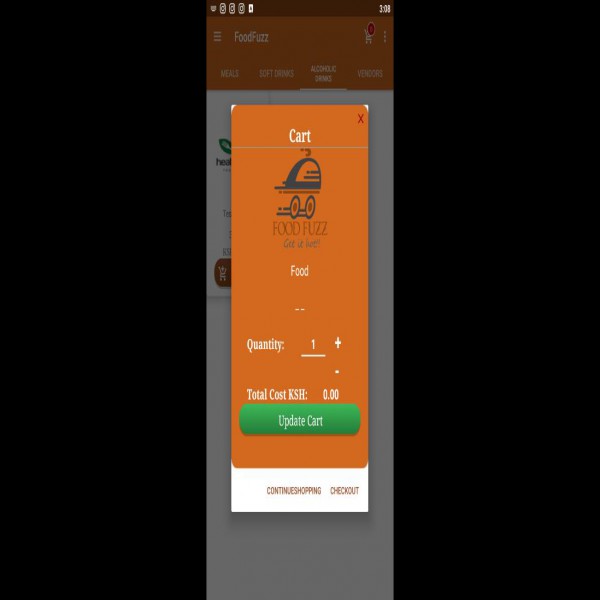 3:08
FoodFuzz
MEALS
SOFT DRINKS
ALCOHOLIC
DRINKS
VENDORS
X
Cart
FOOD FUZZ
Get it hot!!
Food
_ _
Quantity: 1 +
-
Total Cost KSH: 0.00
Update Cart
CONTINUESHOPPING CHECKOUT